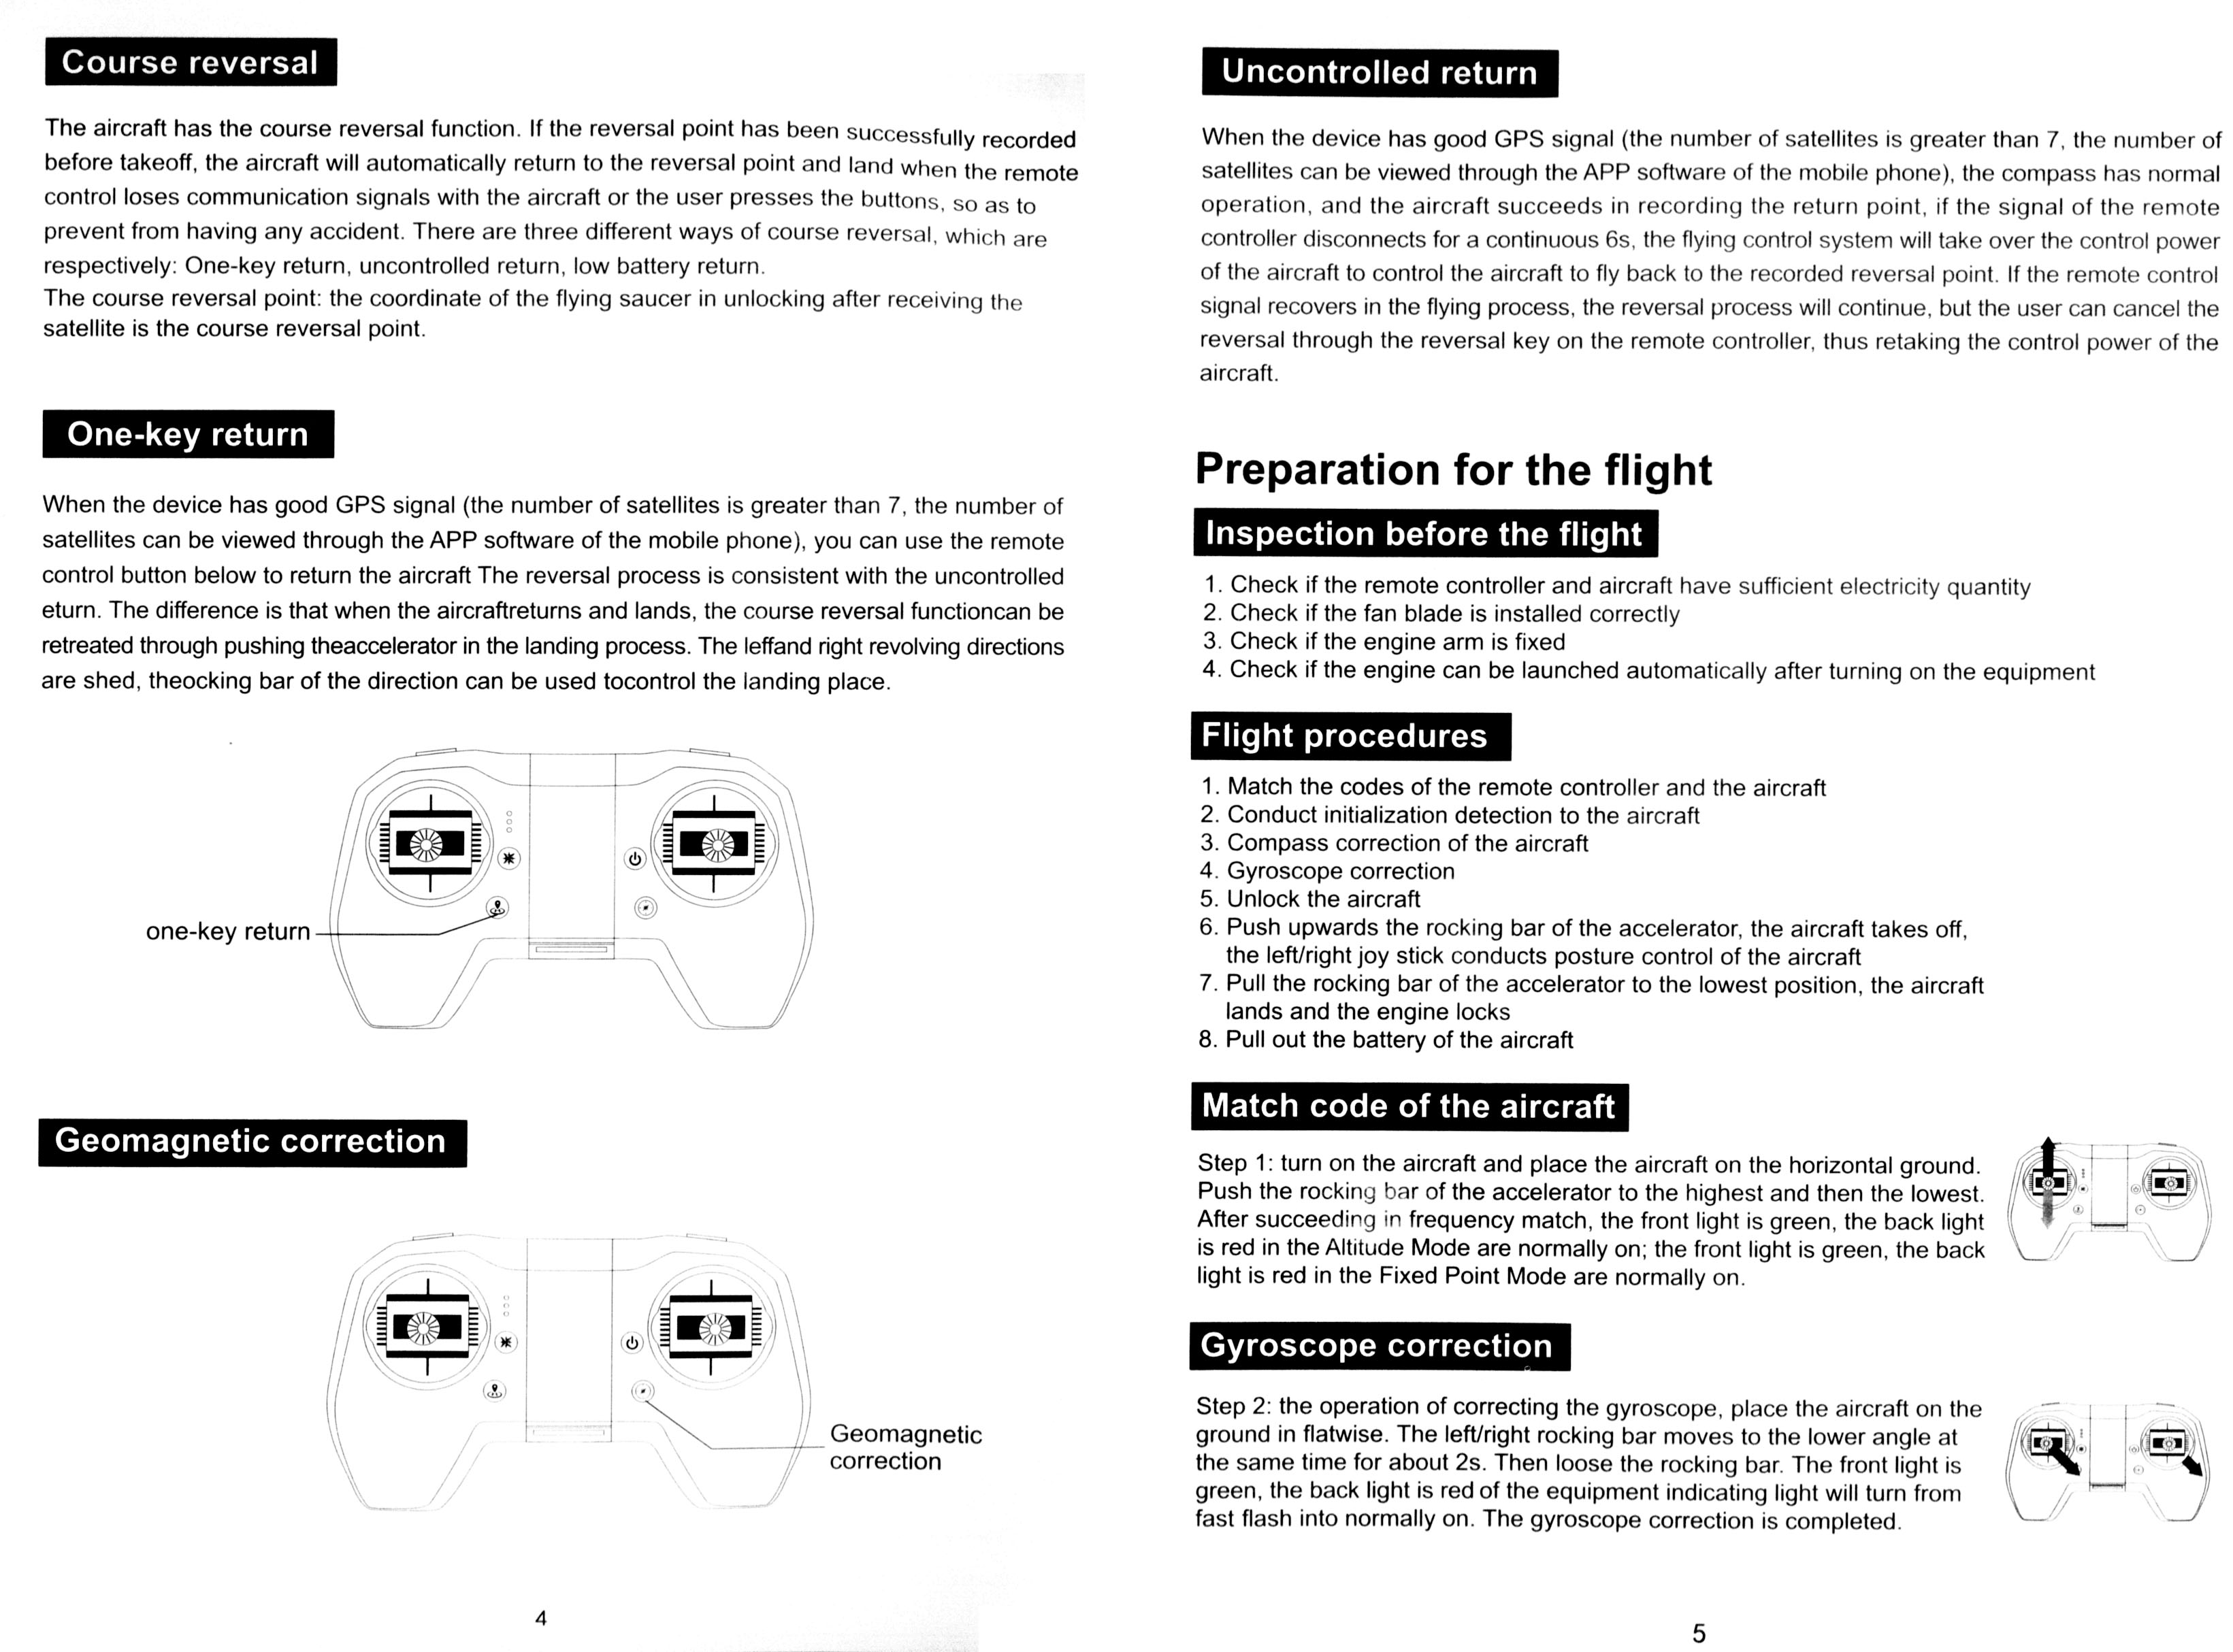 Course reversal
The aircraft has the course reversal function. If the reversal point has been successfully recorded
before takeoff, the aircraft will automatically return to the reversal point and land when the remote
control loses communication signals with the aircraft or the user presses the buttons, so as to
prevent from having any accident. There are three different ways of course reversal, which are
respectively: One-key return, uncontrolled return, low battery return.
The course reversal point: the coordinate of the flying saucer in unlocking after receiving the
satellite is the course reversal point.
One-key return
When the device has good GPS signal (the number of satellites is greater than 7, the number of
satellites can be viewed through the APP software of the mobile phone), you can use the remote
control button below to return the aircraft The reversal process is consistent with the uncontrolled
eturn. The difference is that when the aircraftreturns and lands, the course reversal functioncan be
retreated through pushing theaccelerator in the landing process. The leffand right revolving directions
are shed, theocking bar of the direction can be used tocontrol the landing place.
one-key return
Geomagnetic correction
Geomagnetic
correction
4
Uncontrolled return
When the device has good GPS signal (the number of satellites is greater than 7, the number of
satellites can be viewed through the APP software of the mobile phone), the compass has normal
operation, and the aircraft succeeds in recording the return point, if the signal of the remote
controller disconnects for a continuous 6s, the flying control system will take over the control power
of the aircraft to control the aircraft to fly back to the recorded reversal point. If the remote control
signal recovers in the flying process, the reversal process will continue, but the user can cancel the
reversal through the reversal key on the remote controller, thus retaking the control power of the
aircraft.
Preparation for the flight
Inspection before the flight
1. Check if the remote controller and aircraft have sufficient electricity quantity
2. Check if the fan blade is installed correctly
3. Check if the engine arm is fixed
4. Check if the engine can be launched automatically after turning on the equipment
Flight procedures
1. Match the codes of the remote controller and the aircraft
2. Conduct initialization detection to the aircraft
3. Compass correction of the aircraft
4. Gyroscope correction
5. Unlock the aircraft
6. Push upwards the rocking bar of the accelerator, the aircraft takes off,
the left/right joy stick conducts posture control of the aircraft
7. Pull the rocking bar of the accelerator to the lowest position, the aircraft
lands and the engine locks
8. Pull out the battery of the aircraft
Match code of the aircraft
Step 1: turn on the aircraft and place the aircraft on the horizontal ground.
Push the rocking bar of the accelerator to the highest and then the lowest.
After succeeding in frequency match, the front light is green, the back light
is red in the Altitude Mode are normally on; the front light is green, the back
light is red in the Fixed Point Mode are normally on.
Gyroscope correction
Step 2: the operation of correcting the gyroscope, place the aircraft on the
ground in flatwise. The left/right rocking bar moves to the lower angle at
the same time for about 2s. Then loose the rocking bar. The front light is
green, the back light is red of the equipment indicating light will turn from
fast flash into normally on. The gyroscope correction is completed.
5